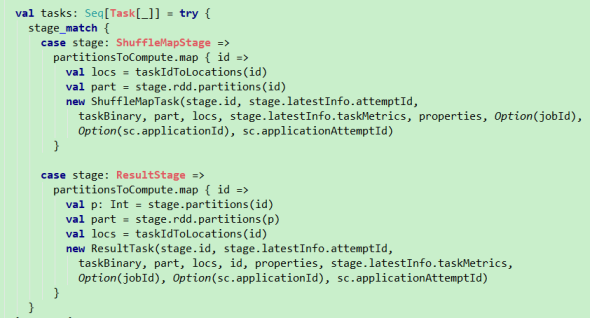 val tasks: Seq[Task[_]] = try {
stage match {
case stage: ShuffleMapStage =>
partitionsToCompute.map { id =>
val locs = taskIdToLocations(id)
val part = stage.rdd.partitions(id)
new ShuffleMapTask(stage.id, stage.latestInfo.attemptId,
taskBinary, part, locs, stage.latestInfo.taskMetrics, properties, Option(jobId),
Option(sc.applicationId), sc.applicationAttemptId)
}
case stage: ResultStage =>
partitionsToCompute.map { id =>
val p: Int = stage.partitions(id)
val part = stage.rdd.partitions(p)
val locs = taskIdToLocations(id)
new ResultTask(stage.id, stage.latestInfo.attemptId,
taskBinary, part, locs, id, properties, stage.latestInfo.taskMetrics,
Option(jobId), Option(sc.applicationId), sc.applicationAttemptId)
}
}